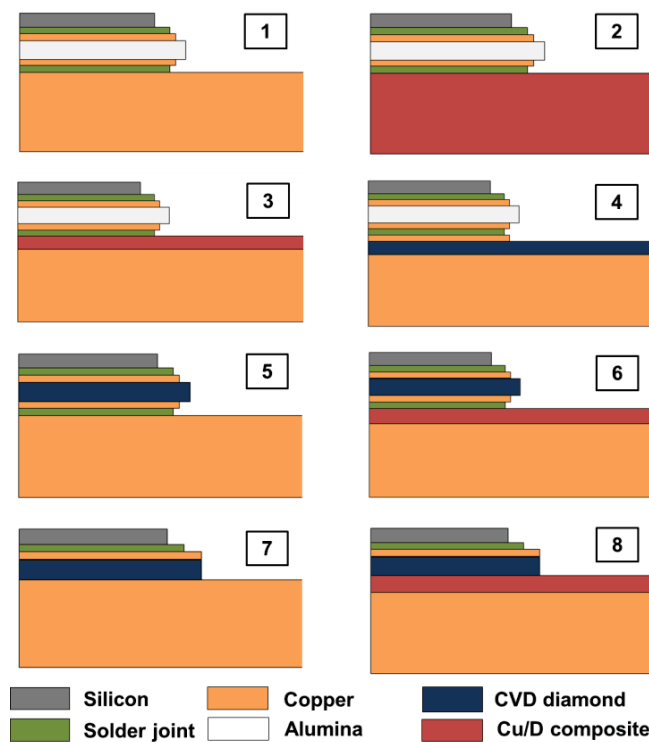 1
2
3
4
5
6
7
8
Silicon
Copper
CVD diamond
Solder joint
Alumina
Cu/D composite